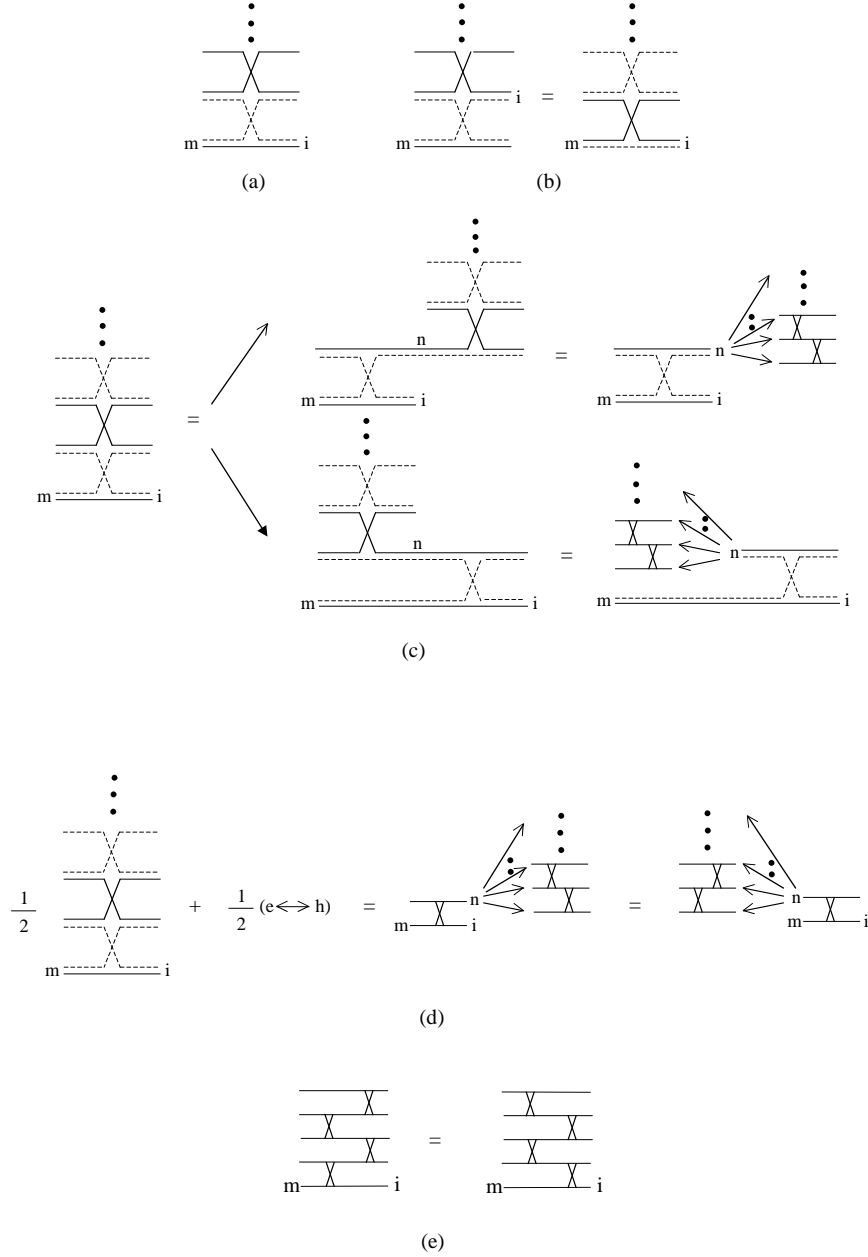 i =
m i m m i
(a) (b)
n
n
= =
m i m i
m i
n
= n
m i m i
(c)
1/2 + 1/2 (e ⟷ h) = n = n
m i m i m i
(d)
=
m i m i
(e)